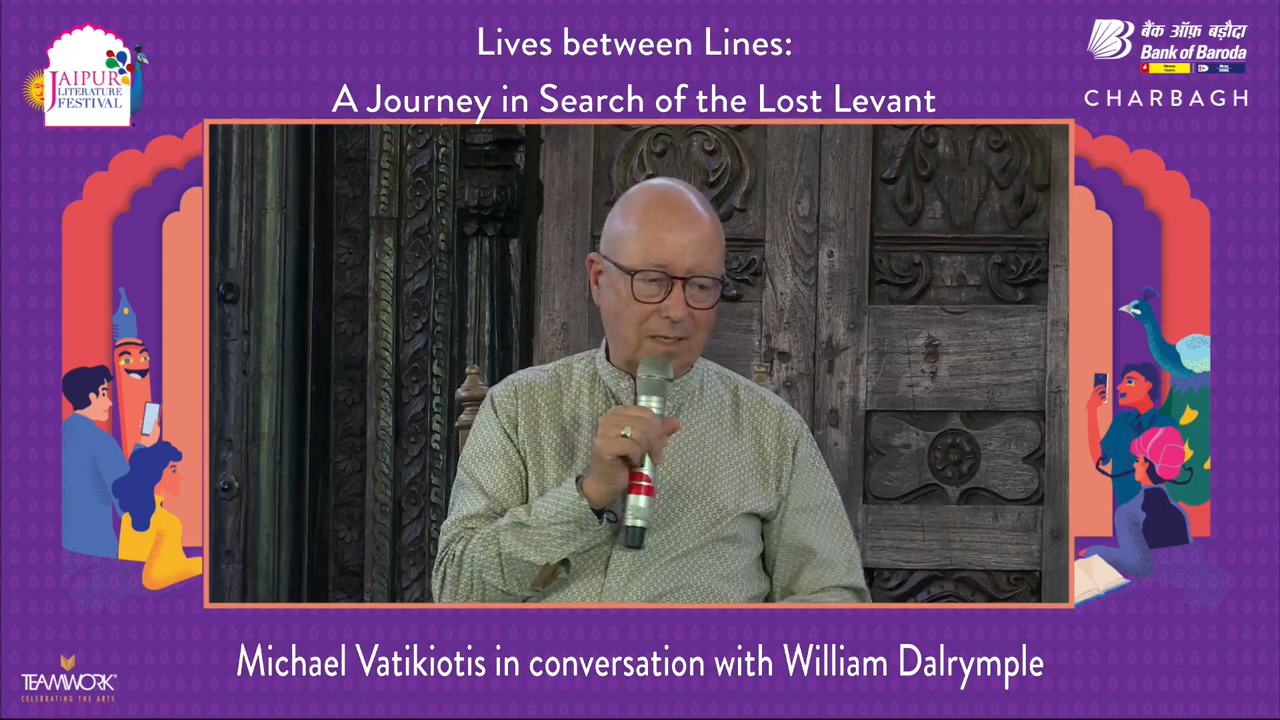 Lives between Lines:
A Journey in Search of the Lost Levant
JAIPUR
LITERATURE
FESTIVAL
बैंक ऑफ़ बड़ौदा
Bank of Baroda
CHARBAGH
Michael Vatikiotis in conversation with William Dalrymple
TEAMWORK
CELEBRATING THE ARTS